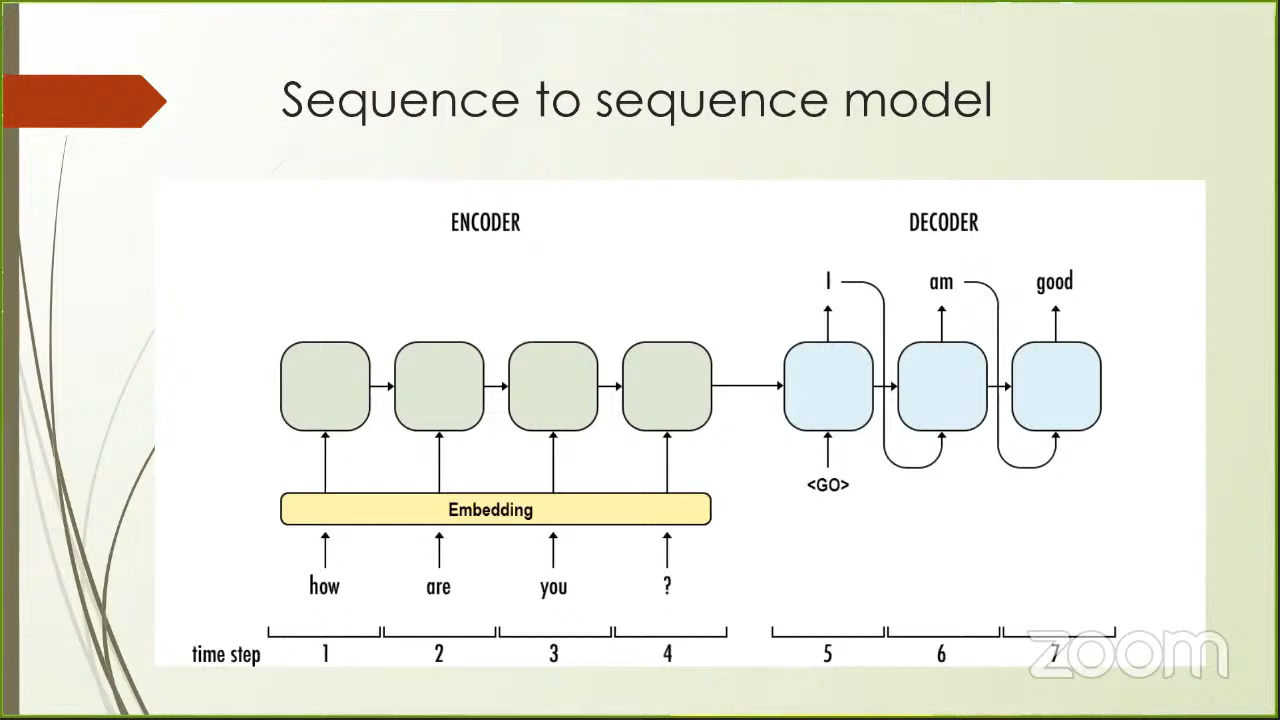 Sequence to sequence model
ENCODER
DECODER
I am good
<GO>
Embedding
how are you ?
time step 1 2 3 4 5 6 7
zoom